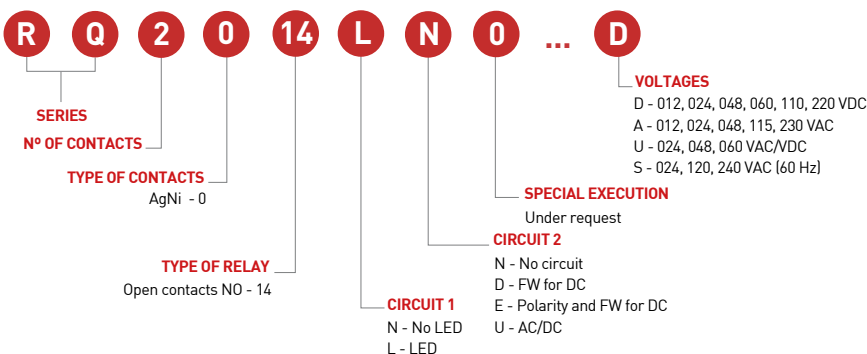 R Q 2 0 14 L N 0 ... D
VOLTAGES
D - 012, 024, 048, 060, 110, 220 VDC
A - 012, 024, 048, 115, 230 VAC
U - 024, 048, 060 VAC/VDC
S - 024, 120, 240 VAC (60 Hz)
SERIES
Nº OF CONTACTS
TYPE OF CONTACTS
AgNi - 0
SPECIAL EXECUTION
Under request
CIRCUIT 2
N - No circuit
D - FW for DC
E - Polarity and FW for DC
U - AC/DC
TYPE OF RELAY
Open contacts NO - 14
CIRCUIT 1
N - No LED
L - LED